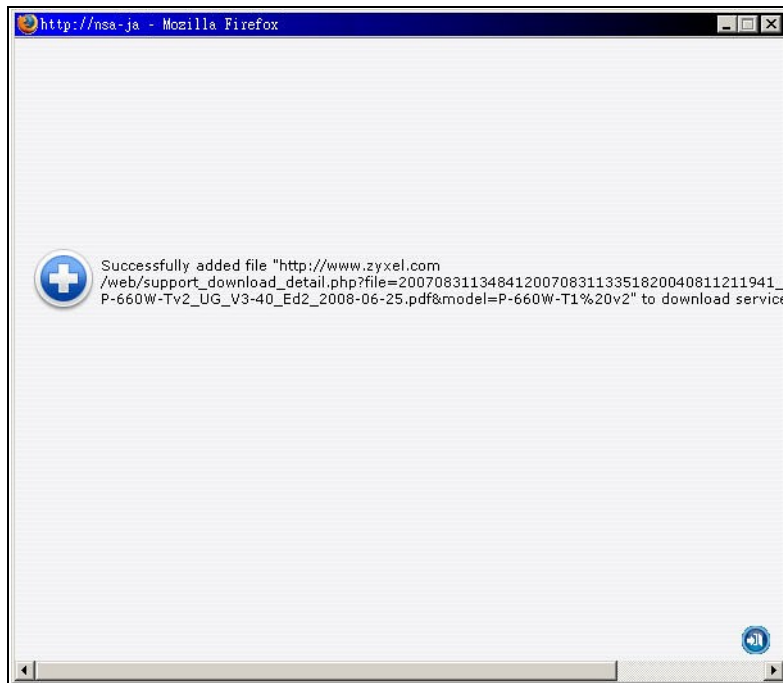 http://nsa-ja - Mozilla Firefox
Successfully added file "http://www.zyxel.com
/web/support_download_detail.php?file=20070831134841200708311335182004081121194​1_
P-660W-Tv2_UG_V3-40_Ed2_2008-06-25.pdf&model=P-660W-T1%20v2" to download service